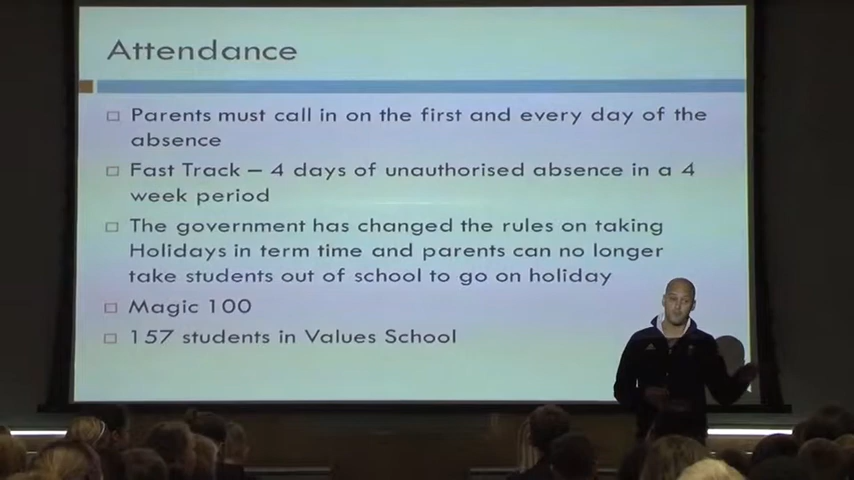 Attendance
Parents must call in on the first and every day of the
absence
Fast Track – 4 days of unauthorised absence in a 4
week period
The government has changed the rules on taking
Holidays in term time and parents can no longer
take students out of school to go on holiday
Magic 100
157 students in Values School